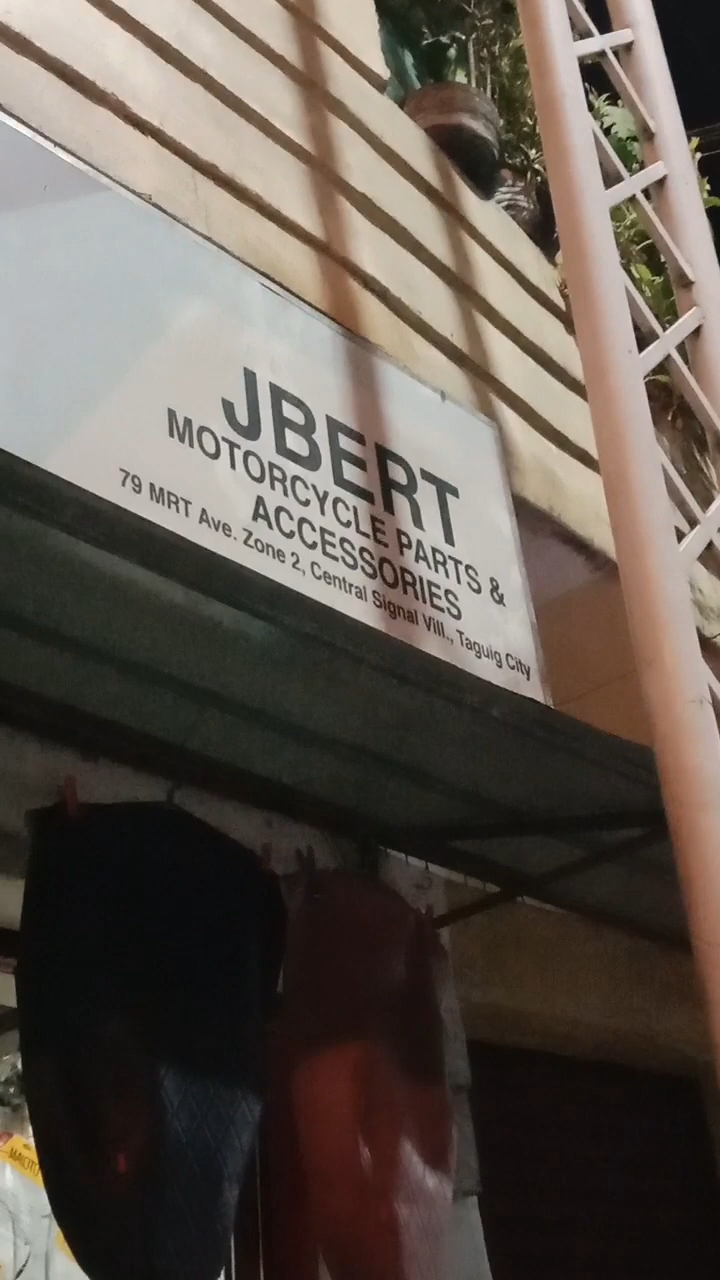 JBERT
MOTORCYCLE PARTS &
ACCESSORIES
79 MRT Ave. Zone 2, Central Signal Vill., Taguig City